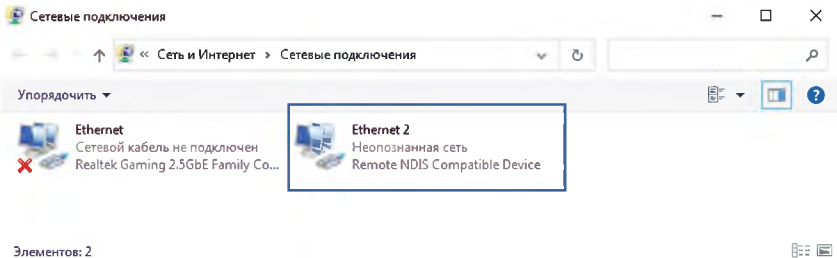 Сетевые подключения
« Сеть и Интернет › Сетевые подключения
Упорядочить
Ethernet
Сетевой кабель не подключен
Realtek Gaming 2.5GbE Family Co...
Ethernet 2
Неопознанная сеть
Remote NDIS Compatible Device
Элементов: 2